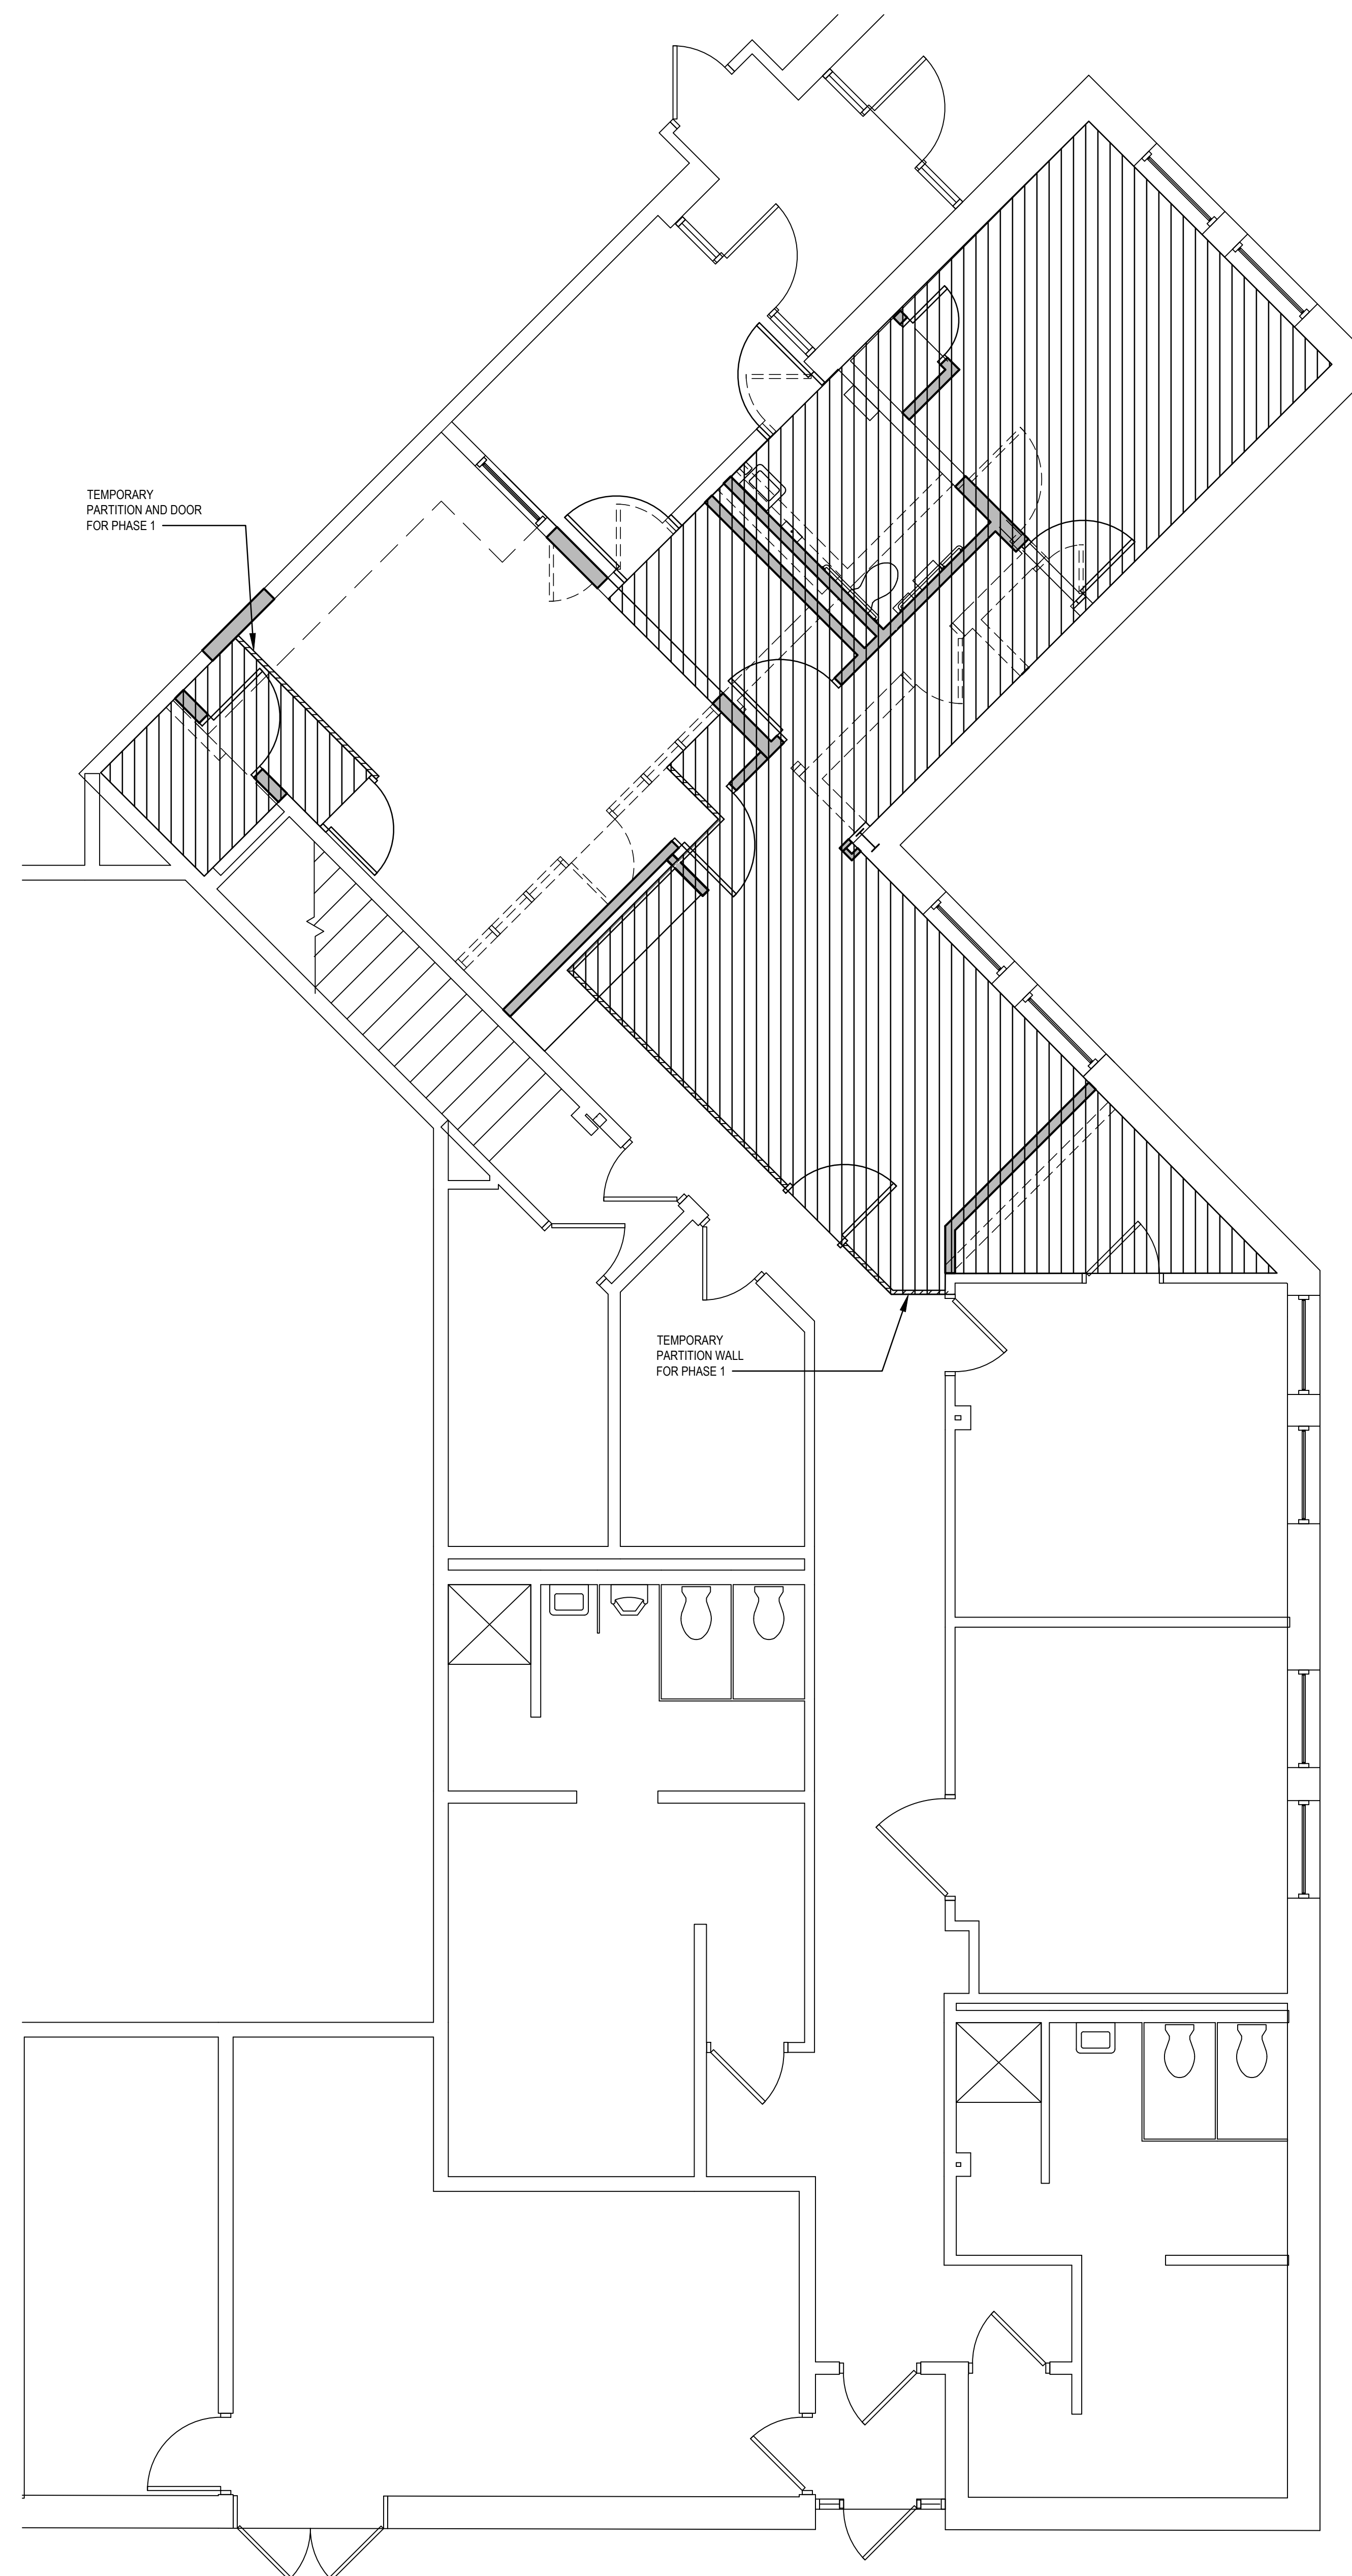 TEMPORARY
PARTITION AND DOOR
FOR PHASE 1
TEMPORARY
PARTITION WALL
FOR PHASE 1